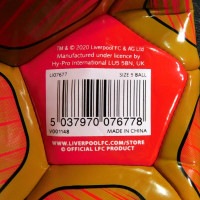 TM & © 2020 Liverpool FC & AG Ltd
Manufactured under licence by
Hy-Pro International LU5 5BN, UK
LI07677 SIZE 5 BALL
5 037970 076778
V001148 MADE IN CHINA
WWW.LIVERPOOLFC.COM/STORE
© OFFICIAL LFC PRODUCT